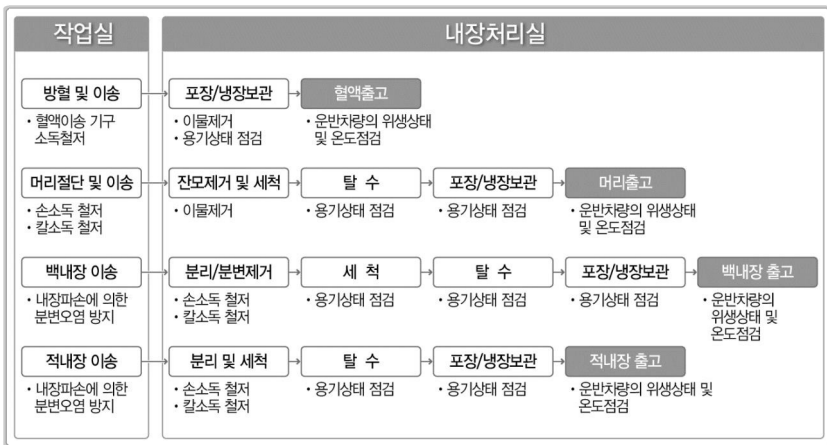 작업실
내장처리실
방혈 및 이송
포장/냉장보관
혈액출고
• 혈액이송 기구
소독철저
• 이물제거
• 용기상태 점검
• 운반차량의 위생상태
및 온도점검
머리절단 및 이송
잔모제거 및 세척
탈 수
포장/냉장보관
머리출고
• 손소독 철저
• 칼소독 철저
• 이물제거
• 용기상태 점검
• 용기상태 점검
• 운반차량의 위생상태
및 온도점검
백내장 이송
분리/분변제거
세 척
탈 수
포장/냉장보관
백내장 출고
• 내장파손에 의한
분변오염 방지
• 손소독 철저
• 칼소독 철저
• 용기상태 점검
• 용기상태 점검
• 용기상태 점검
• 운반차량의
위생상태 및
온도점검
적내장 이송
분리 및 세척
탈 수
포장/냉장보관
적내장 출고
• 내장파손에 의한
분변오염 방지
• 손소독 철저
• 칼소독 철저
• 용기상태 점검
• 용기상태 점검
• 운반차량의 위생상태 및
온도점검